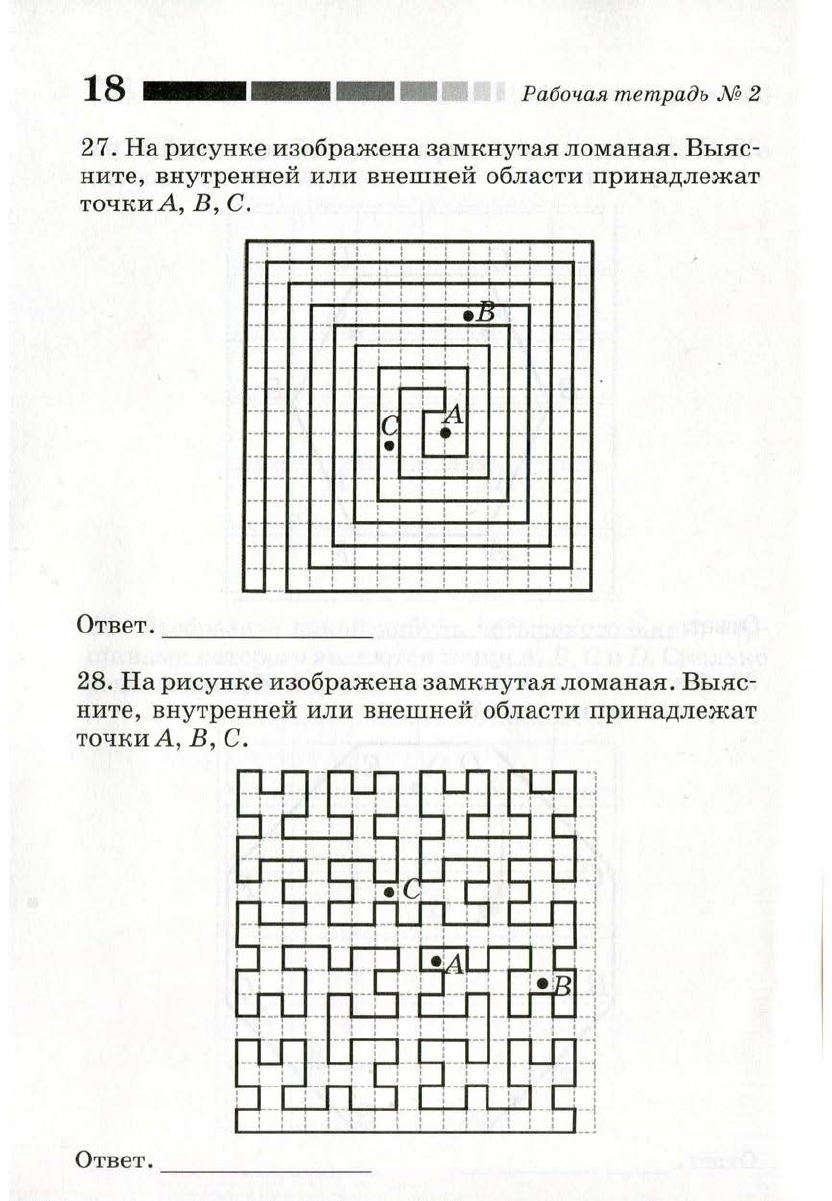 18
Рабочая тетрадь № 2
27. На рисунке изображена замкнутая ломаная. Выяс-
ните, внутренней или внешней области принадлежат
точки A, B, C.
B
A
C
Ответ.
28. На рисунке изображена замкнутая ломаная. Выяс-
ните, внутренней или внешней области принадлежат
точки A, B, C.
C
A
B
Ответ.